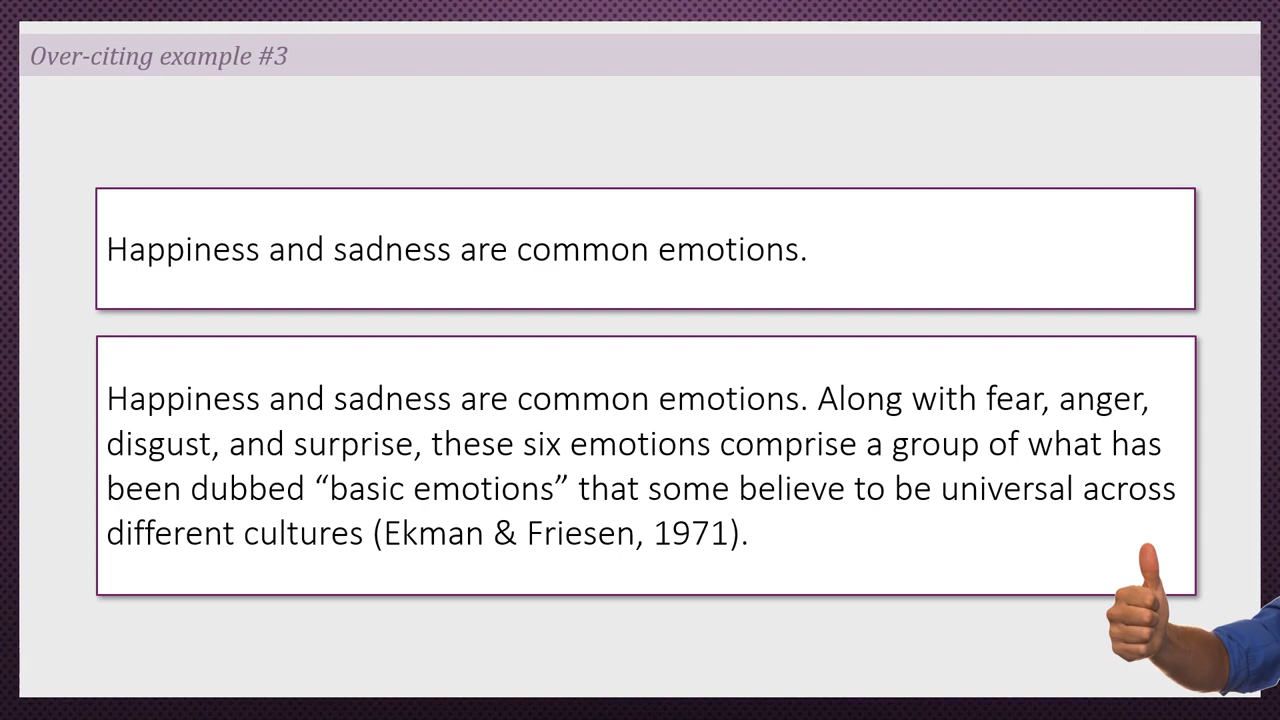 Over-citing example #3
Happiness and sadness are common emotions.
Happiness and sadness are common emotions. Along with fear, anger,
disgust, and surprise, these six emotions comprise a group of what has
been dubbed “basic emotions” that some believe to be universal across
different cultures (Ekman & Friesen, 1971).